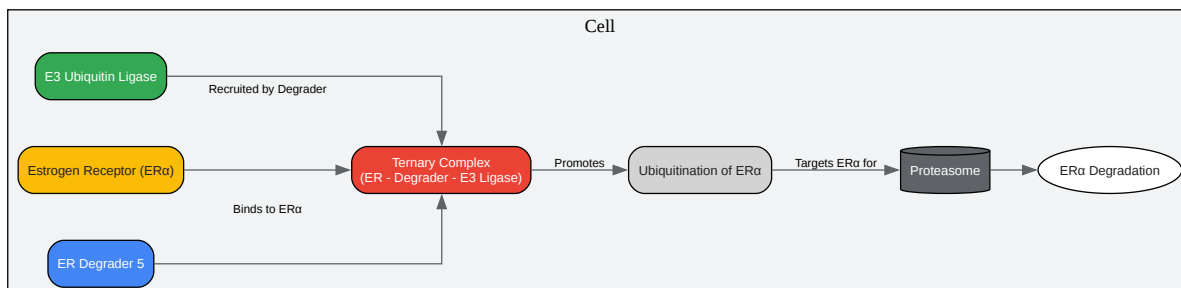 Cell
E3 Ubiquitin Ligase
Recruited by Degrader
Estrogen Receptor (ERα)
Binds to ERα
ER Degrader 5
Ternary Complex
(ER - Degrader - E3 Ligase)
Promotes
Ubiquitination of ERα
Targets ERα for
Proteasome
ERα Degradation